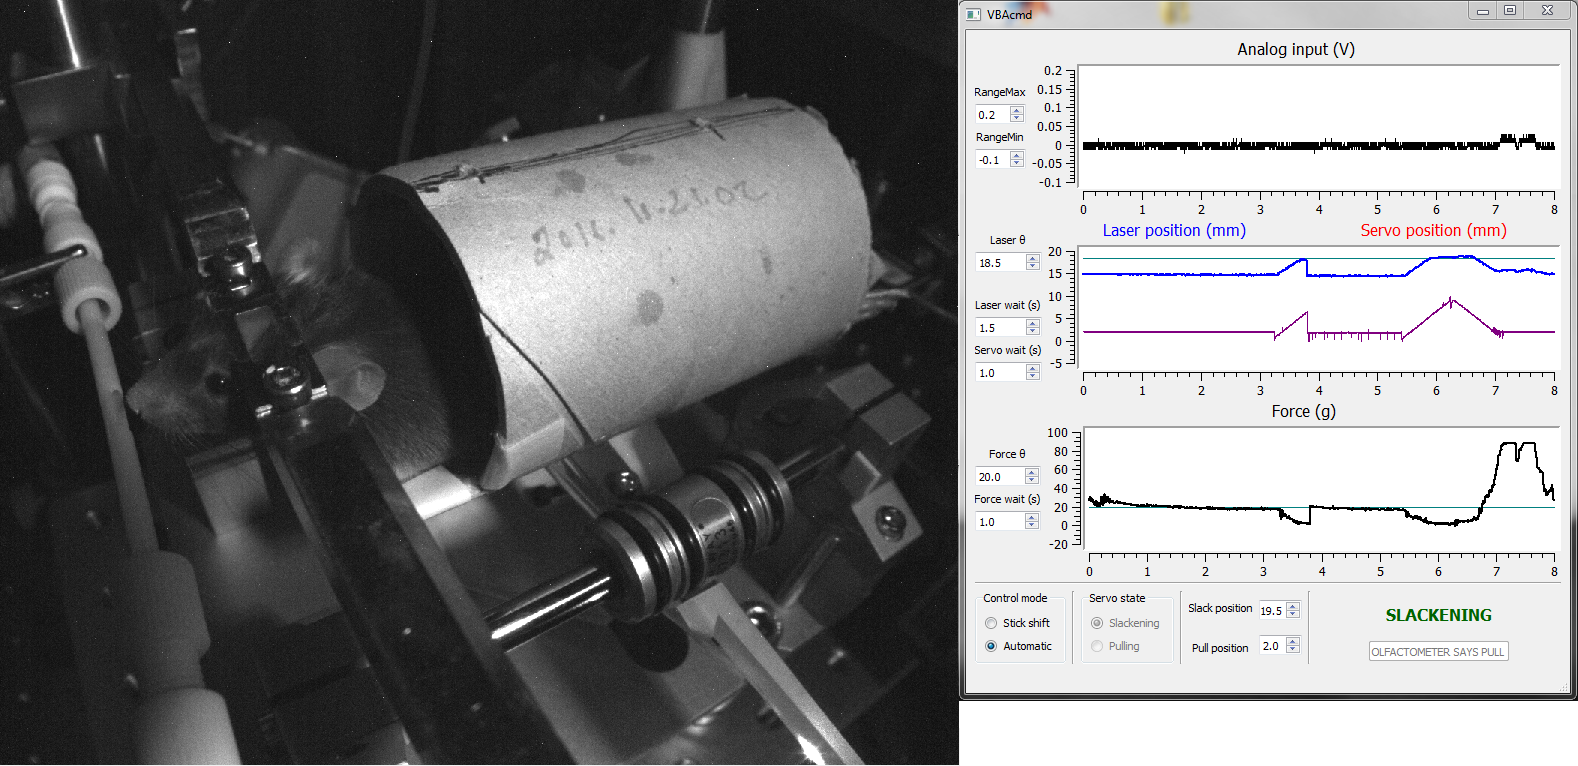 VBAcmd
Analog input (V)
RangeMax
0.2
RangeMin
-0.1
0.2
0.15
0.1
0.05
0
-0.05
-0.1
0 1 2 3 4 5 6 7 8
Laser position (mm)
Servo position (mm)
Laser θ
18.5
Laser wait (s)
1.5
Servo wait (s)
1.0
20
15
10
5
0
-5
0 1 2 3 4 5 6 7 8
Force (g)
Force θ
20.0
Force wait (s)
1.0
100
80
60
40
20
0
-20
0 1 2 3 4 5 6 7 8
Control mode
Stick shift
Automatic
Servo state
Slackening
Pulling
Slack position 19.5
Pull position 2.0
SLACKENING
OLFACTOMETER SAYS PULL